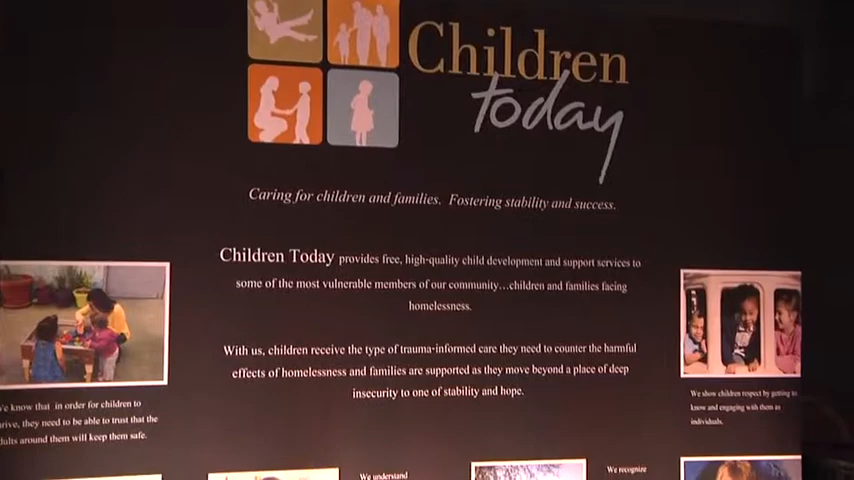 Children
today
Caring for children and families. Fostering stability and success.
Children Today provides free, high-quality child development and support services to
some of the most vulnerable members of our community...children and families facing
homelessness.
With us, children receive the type of trauma-informed care they need to counter the harmful
effects of homelessness and families are supported as they move beyond a place of deep
insecurity to one of stability and hope.
We know that in order for children to
thrive, they need to be able to trust that the
adults around them will keep them safe.
We show children respect by getting to
know and engaging with them as
individuals.
We understand
We recognize